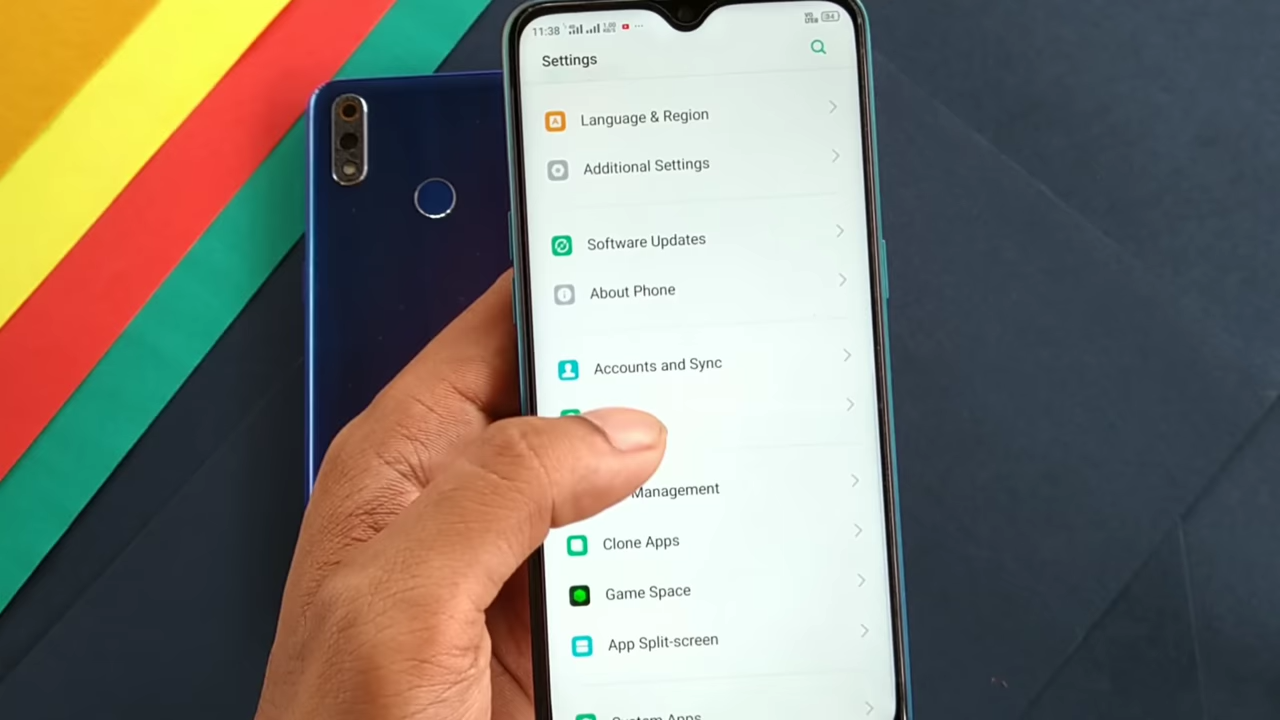 11:38
Settings
Language & Region
Additional Settings
Software Updates
About Phone
Accounts and Sync
Management
Clone Apps
Game Space
App Split-screen